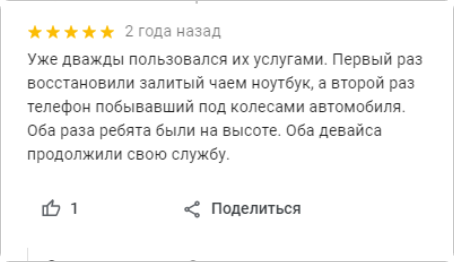 2 года назад
Уже дважды пользовался их услугами. Первый раз
восстановили залитый чаем ноутбук, а второй раз
телефон побывавший под колесами автомобиля.
Оба раза ребята были на высоте. Оба девайса
продолжили свою службу.
1 Поделиться